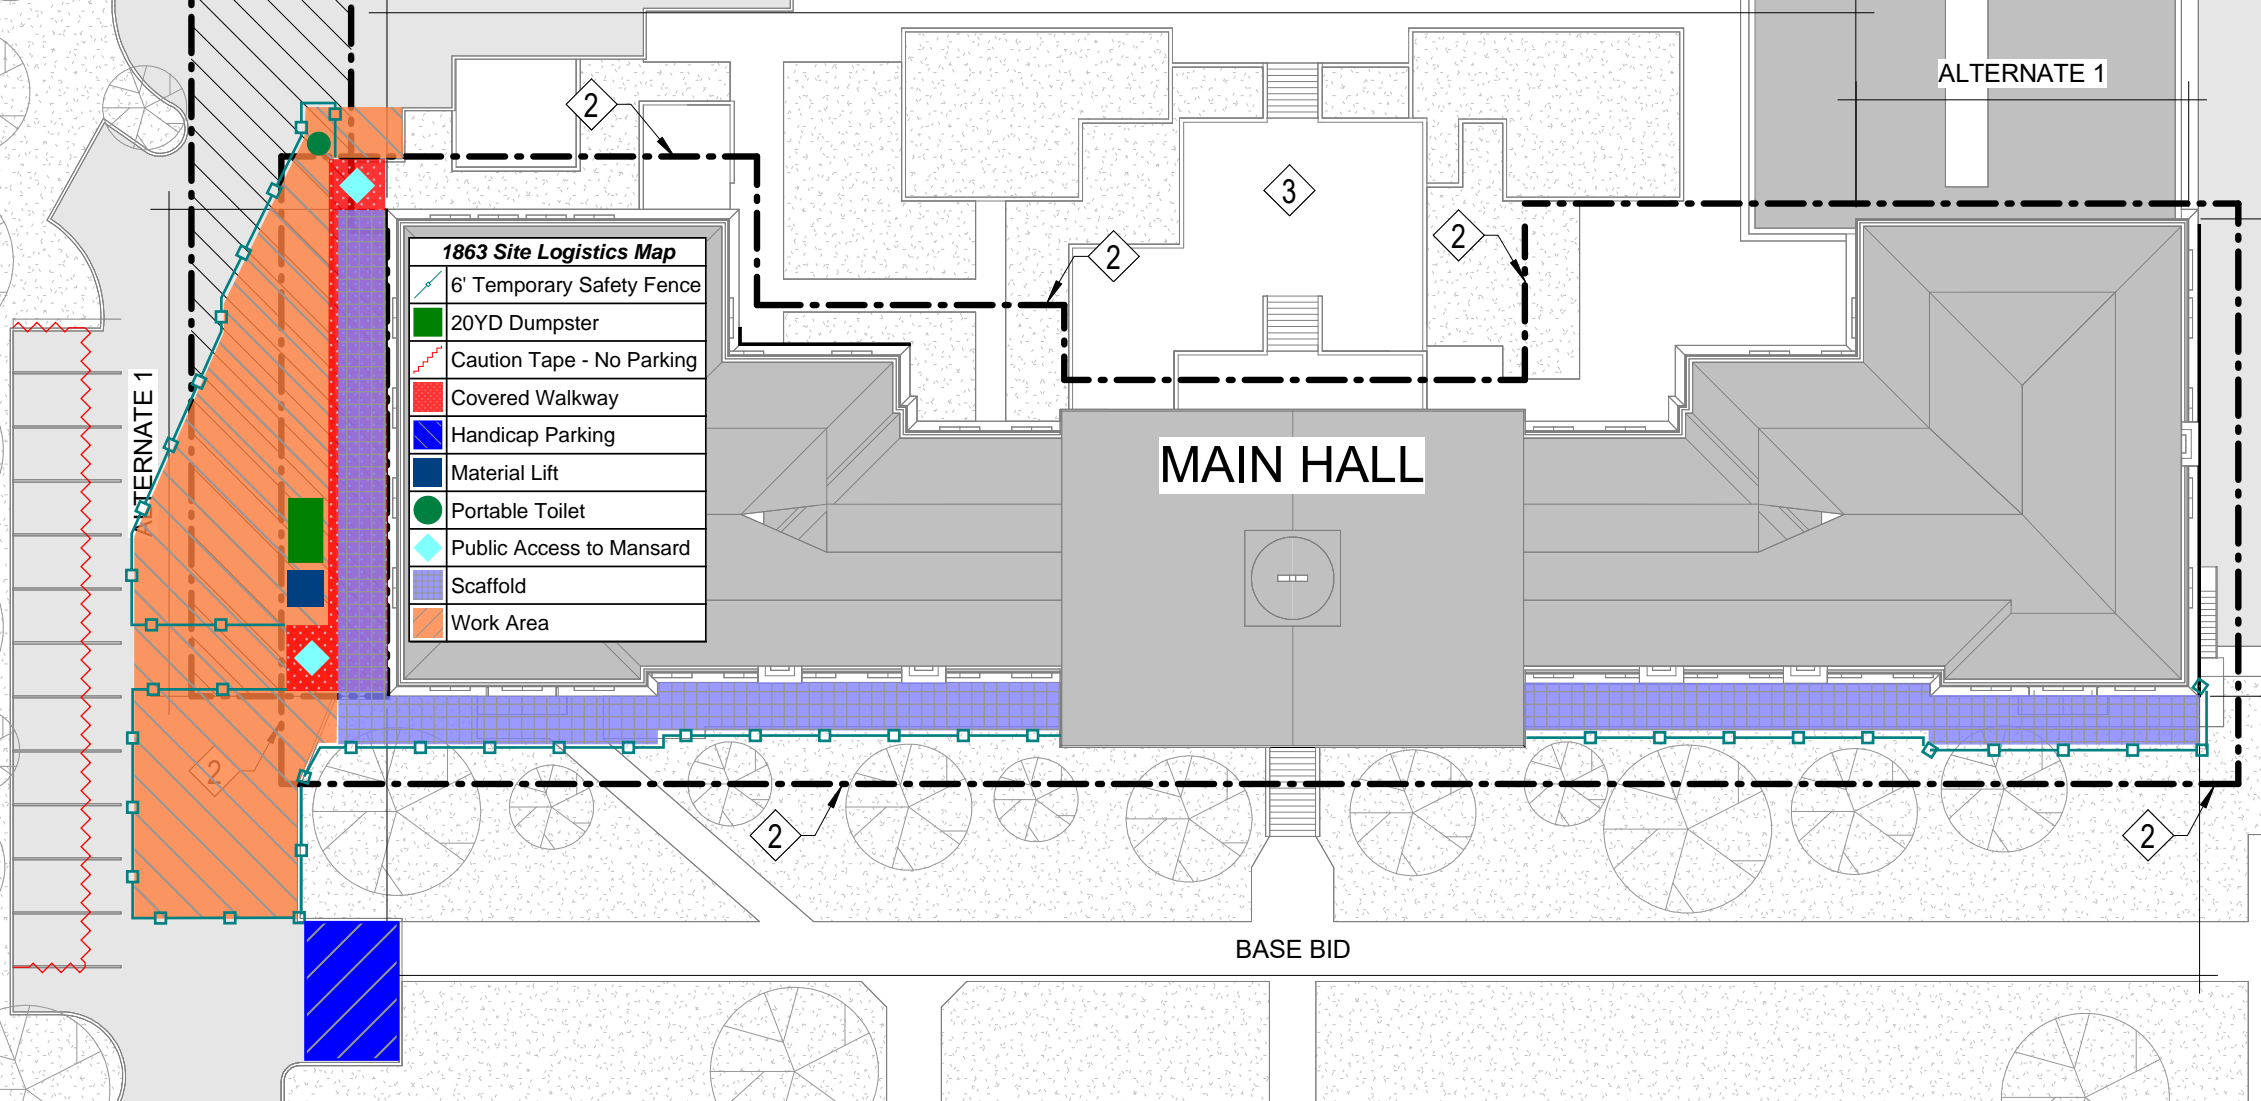 ALTERNATE 1
2
3
2
2
1863 Site Logistics Map
6' Temporary Safety Fence
20YD Dumpster
Caution Tape - No Parking
Covered Walkway
Handicap Parking
Material Lift
Portable Toilet
Public Access to Mansard
Scaffold
Work Area
ALTERNATE 1
MAIN HALL
2
2
2
BASE BID